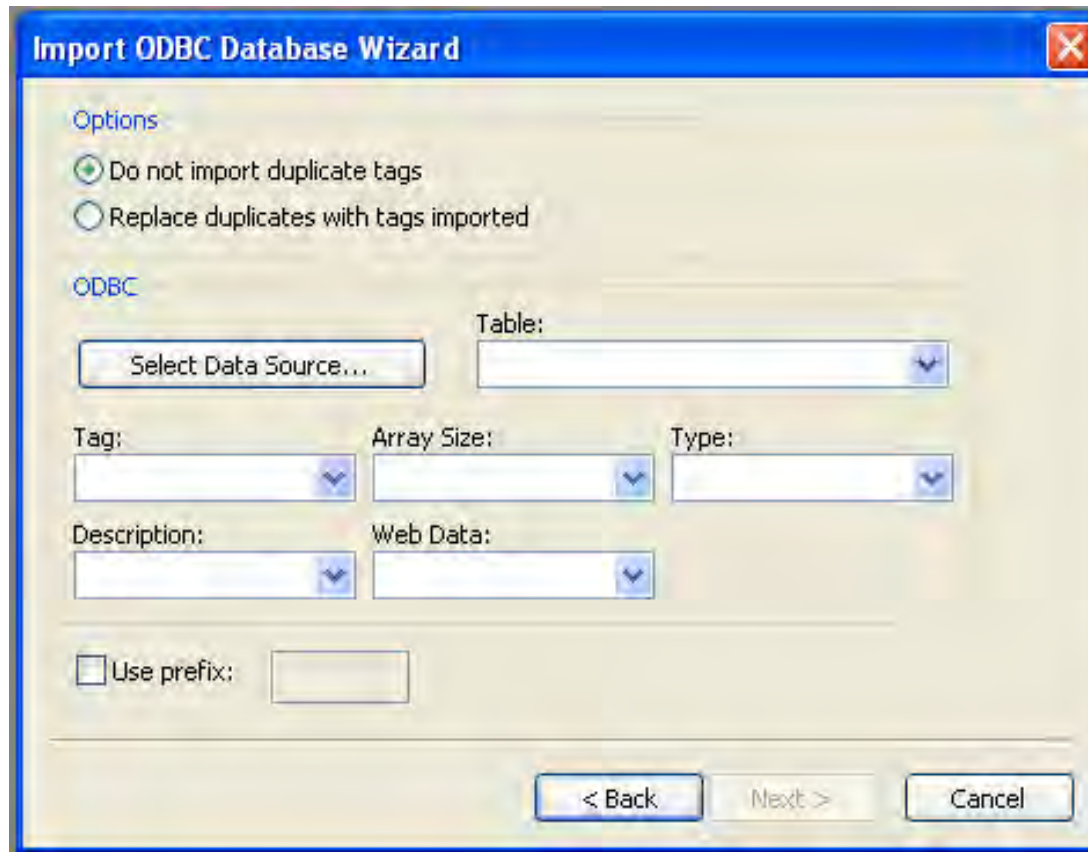 Import ODBC Database Wizard
Options
Do not import duplicate tags
Replace duplicates with tags imported
ODBC
Table:
Select Data Source...
Tag: Array Size: Type:
Description: Web Data:
Use prefix:
< Back Next > Cancel